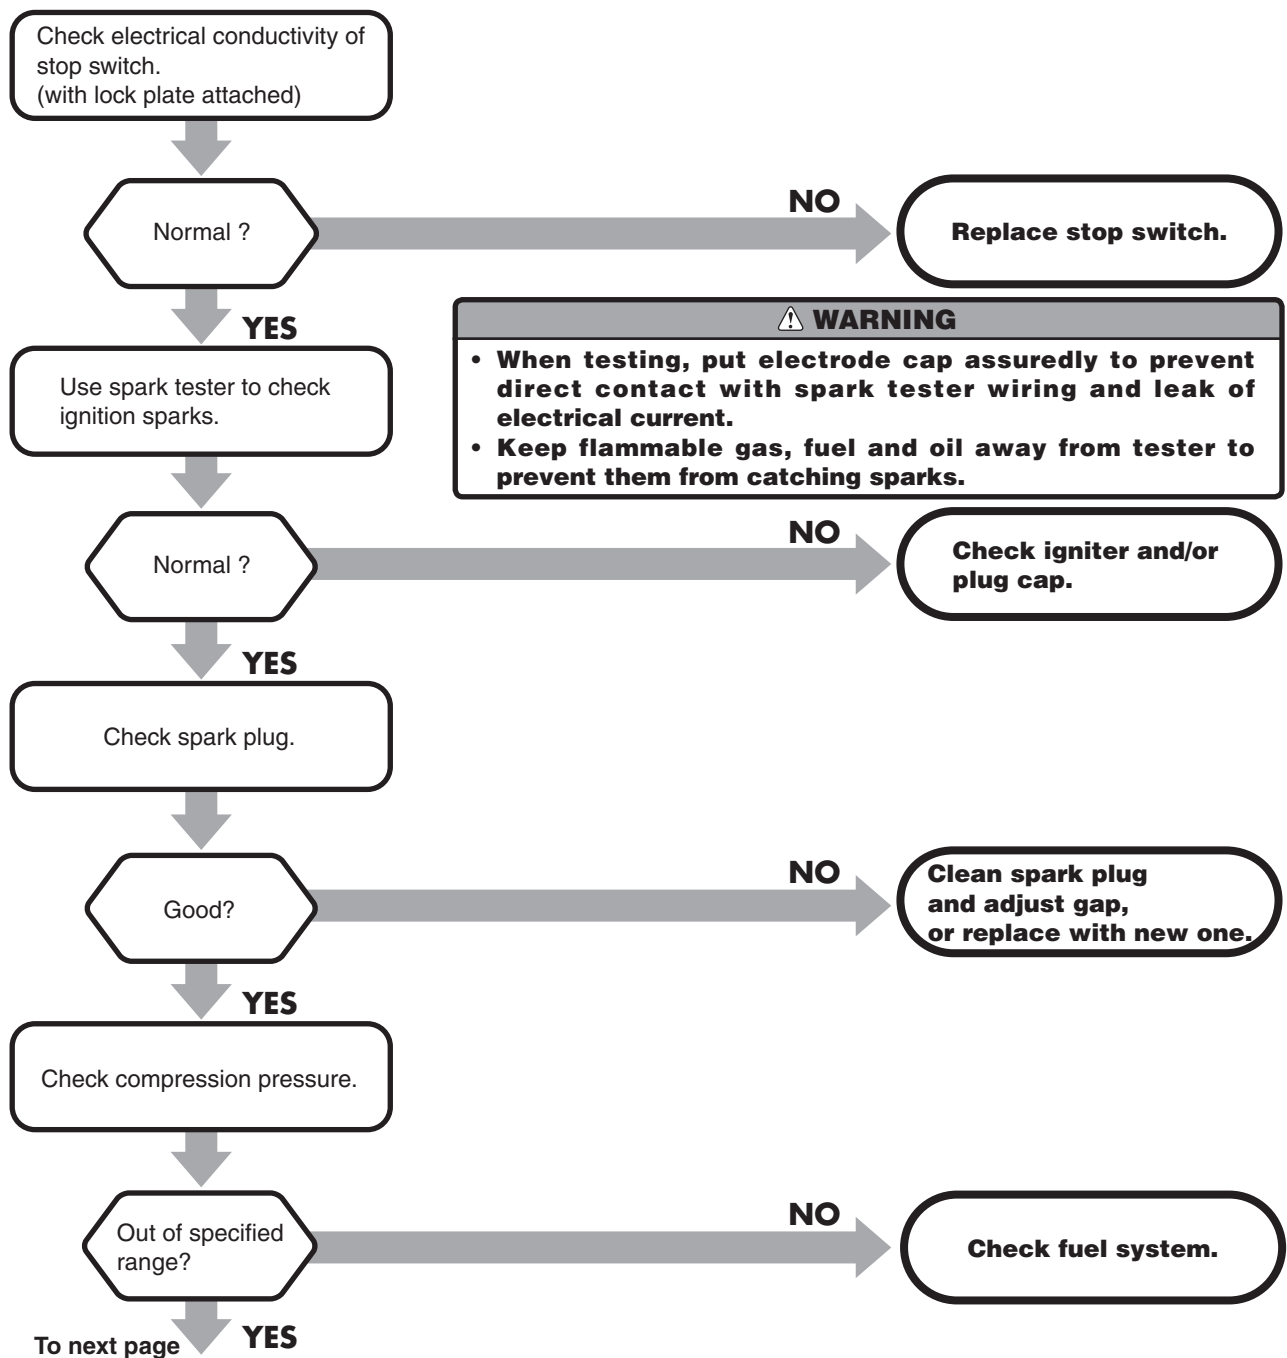 Check electrical conductivity of
stop switch.
(with lock plate attached)
Normal ?
NO
Replace stop switch.
YES
⚠ WARNING
• When testing, put electrode cap assuredly to prevent
direct contact with spark tester wiring and leak of
electrical current.
• Keep flammable gas, fuel and oil away from tester to
prevent them from catching sparks.
Use spark tester to check
ignition sparks.
Normal ?
NO
Check igniter and/or
plug cap.
YES
Check spark plug.
Good?
NO
Clean spark plug
and adjust gap,
or replace with new one.
YES
Check compression pressure.
Out of specified
range?
NO
Check fuel system.
YES
To next page